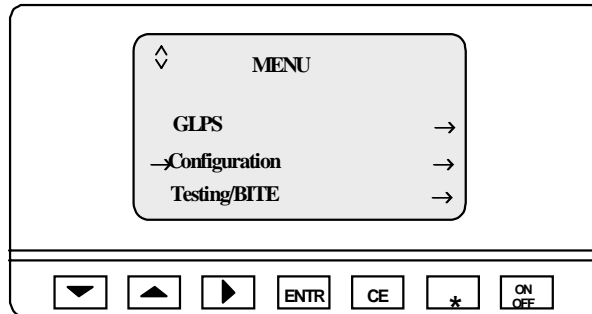 MENU
GLPS →
→Configuration →
Testing/BITE →
ENTR CE * ON
OFF